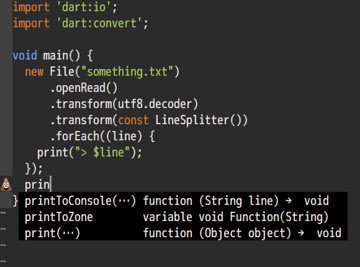 import 'dart:io';
import 'dart:convert';

void main() {
  new File("something.txt")
      .openRead()
      .transform(utf8.decoder)
      .transform(const LineSplitter())
      .forEach((line) {
    print("> $line");
  });
  prin
} printToConsole(…) function (String line) → void
~ printToZone variable void Function(String)
~ print(…) function (Object object) → void
~